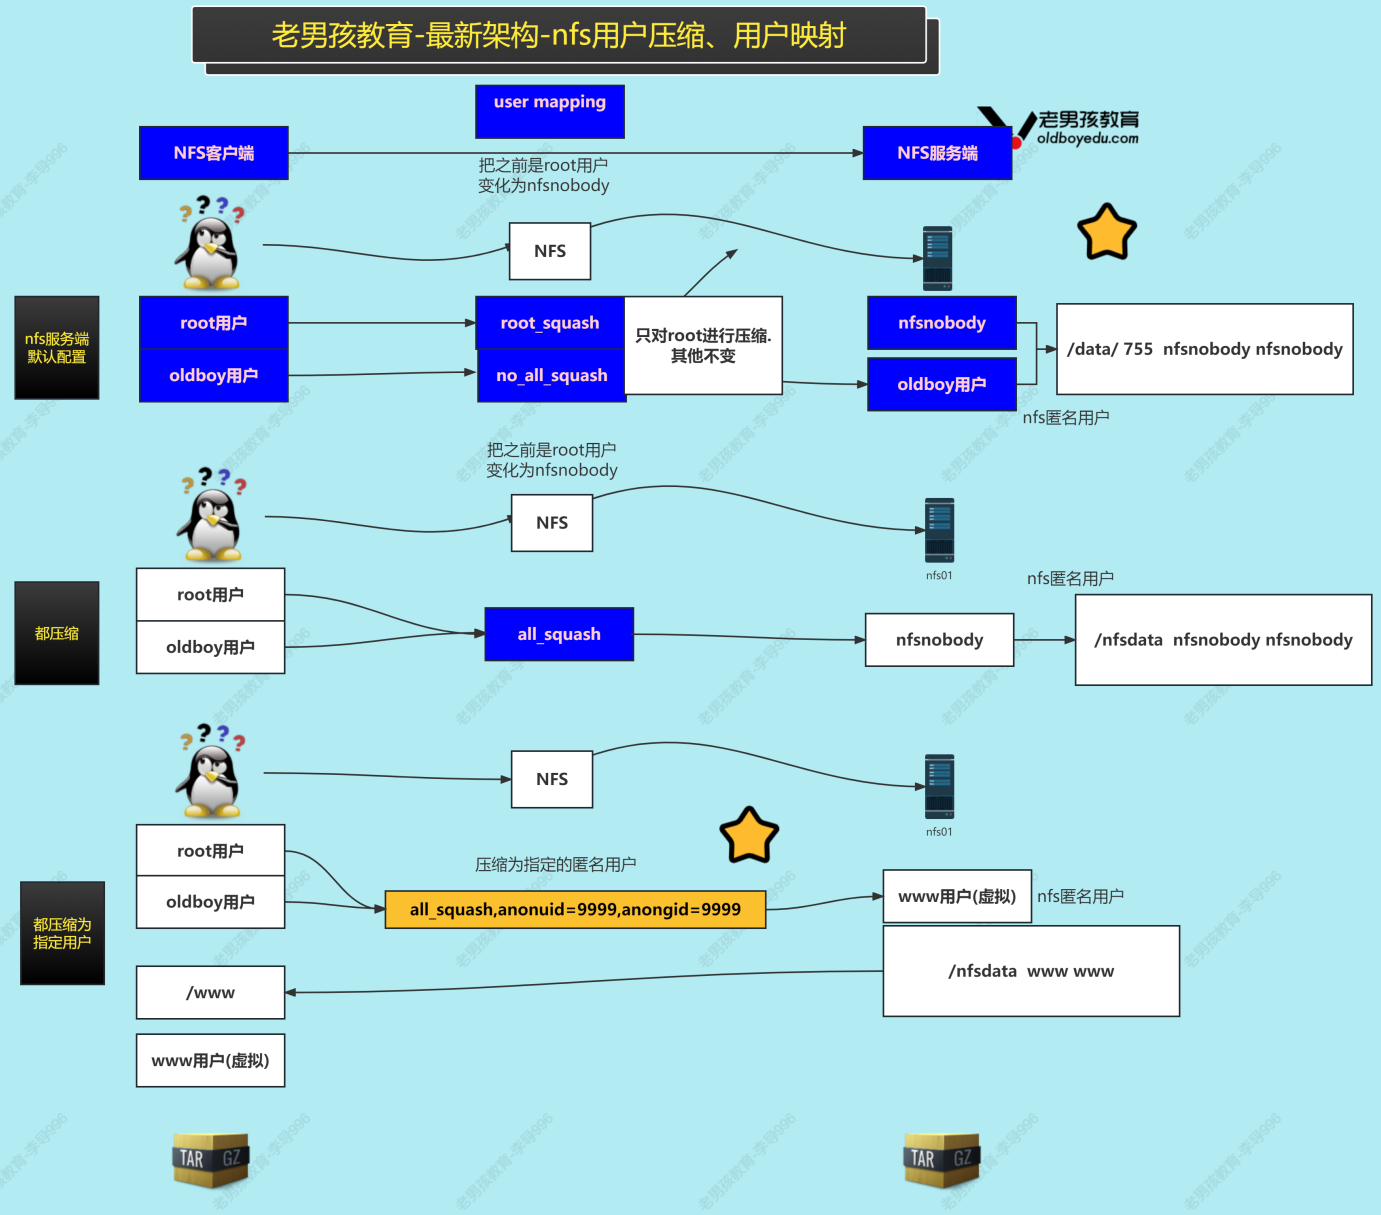 老男孩教育-最新架构-nfs用户压缩、用户映射
user mapping
老男孩教育
oldboyedu.com
NFS客户端
NFS服务端
把之前是root用户
变化为nfsnobody
? ? ? ?
NFS
nfs服务端
默认配置
root用户
root_squash
只对root进行压缩.
其他不变
nfsnobody
/data/ 755 nfsnobody nfsnobody
oldboy用户
no_all_squash
oldboy用户
nfs匿名用户
把之前是root用户
变化为nfsnobody
? ? ? ?
NFS
nfs01
nfs匿名用户
都压缩
root用户
oldboy用户
all_squash
nfsnobody
/nfsdata nfsnobody nfsnobody
? ? ? ?
NFS
nfs01
root用户
压缩为指定的匿名用户
都压缩为
指定用户
oldboy用户
all_squash,anonuid=9999,anongid=9999
www用户(虚拟)
nfs匿名用户
/nfsdata www www
/www
www用户(虚拟)
TAR GZ
TAR GZ
老男孩教育-李导996